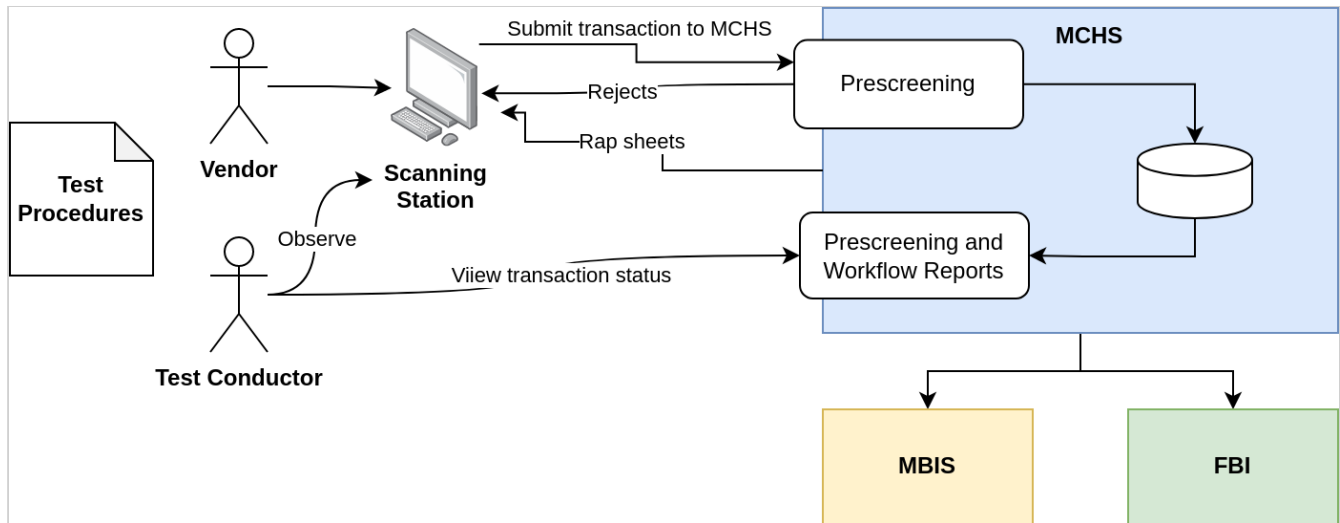 Submit transaction to MCHS
MCHS
Prescreening
Rejects
Rap sheets
Vendor
Scanning
Station
Test
Procedures
Observe
Prescreening and
Workflow Reports
Viiew transaction status
Test Conductor
MBIS
FBI